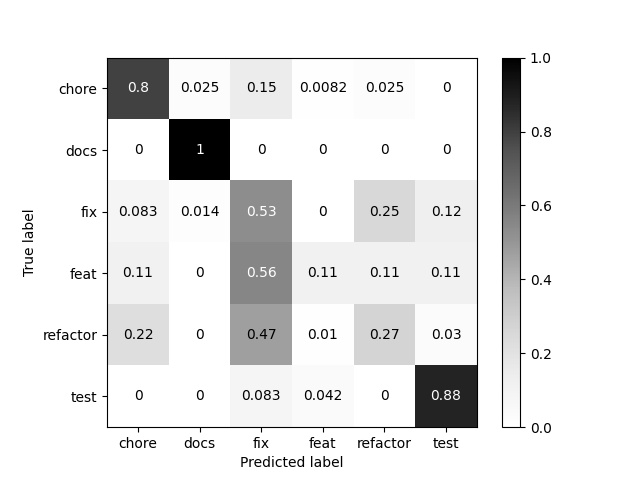 1.0
chore 0.8 0.025 0.15 0.0082 0.025 0
0.8
docs 0 1 0 0 0 0
fix 0.083 0.014 0.53 0 0.25 0.12
0.6
True label
feat 0.11 0 0.56 0.11 0.11 0.11
0.4
refactor 0.22 0 0.47 0.01 0.27 0.03
0.2
test 0 0 0.083 0.042 0 0.88
0.0
chore docs fix feat refactor test
Predicted label